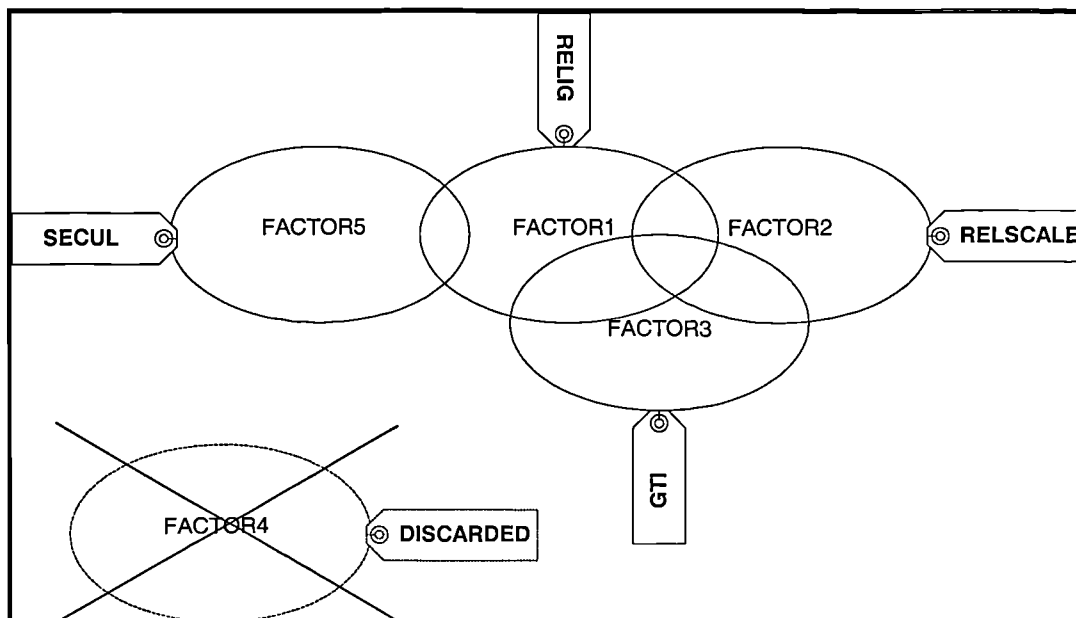 RELIG
FACTOR5
FACTOR1
FACTOR2
SECUL
RELSCALE
FACTOR3
GTI
FACTOR4
DISCARDED